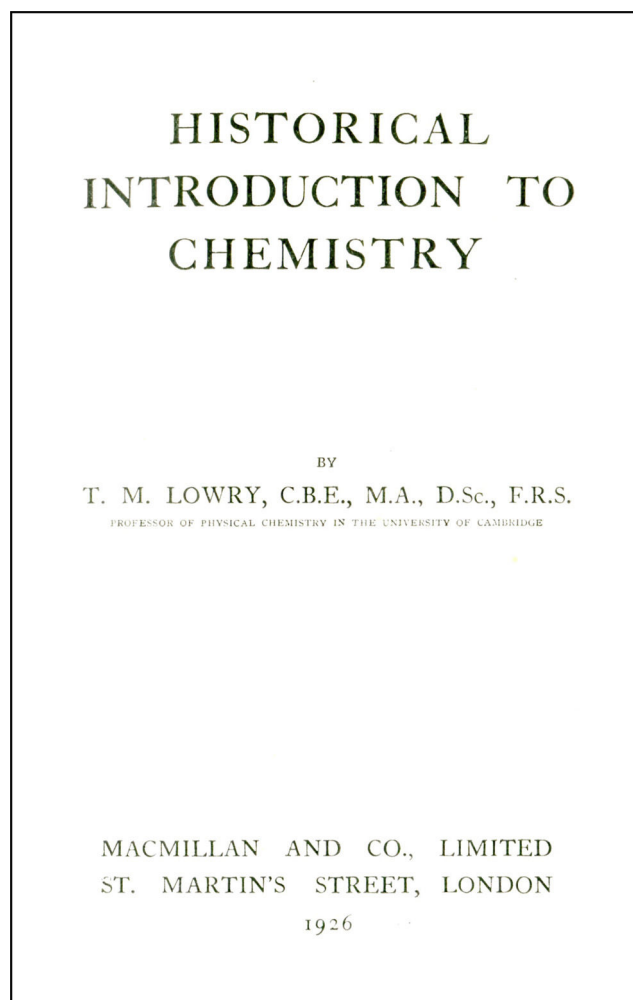 HISTORICAL
INTRODUCTION TO
CHEMISTRY
BY
T. M. LOWRY, C.B.E., M.A., D.Sc., F.R.S.
PROFESSOR OF PHYSICAL CHEMISTRY IN THE UNIVERSITY OF CAMBRIDGE
MACMILLAN AND CO., LIMITED
ST. MARTIN'S STREET, LONDON
1926